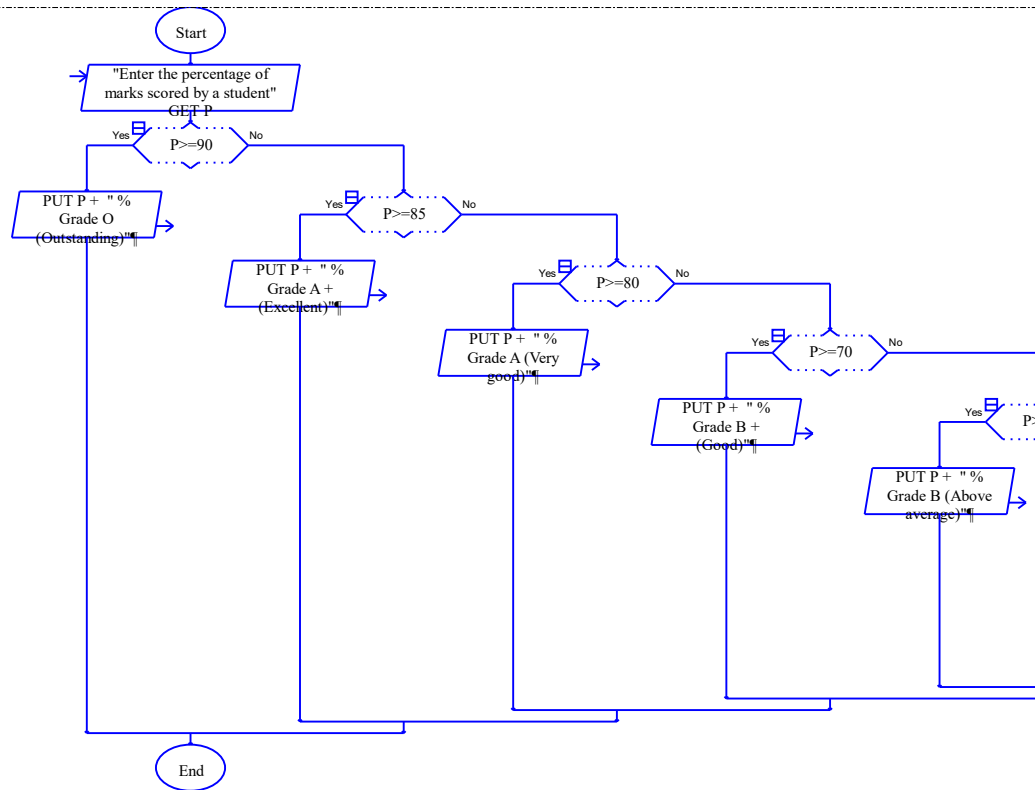 Start
"Enter the percentage of
marks scored by a student"
GET P
Yes
No
P>=90
PUT P + " %
Grade O
(Outstanding)"¶
Yes
No
P>=85
PUT P + " %
Grade A +
(Excellent)"¶
Yes
No
P>=80
PUT P + " %
Grade A (Very
good)"¶
Yes
No
P>=70
PUT P + " %
Grade B +
(Good)"¶
Yes
P>
PUT P + " %
Grade B (Above
average)"¶
End